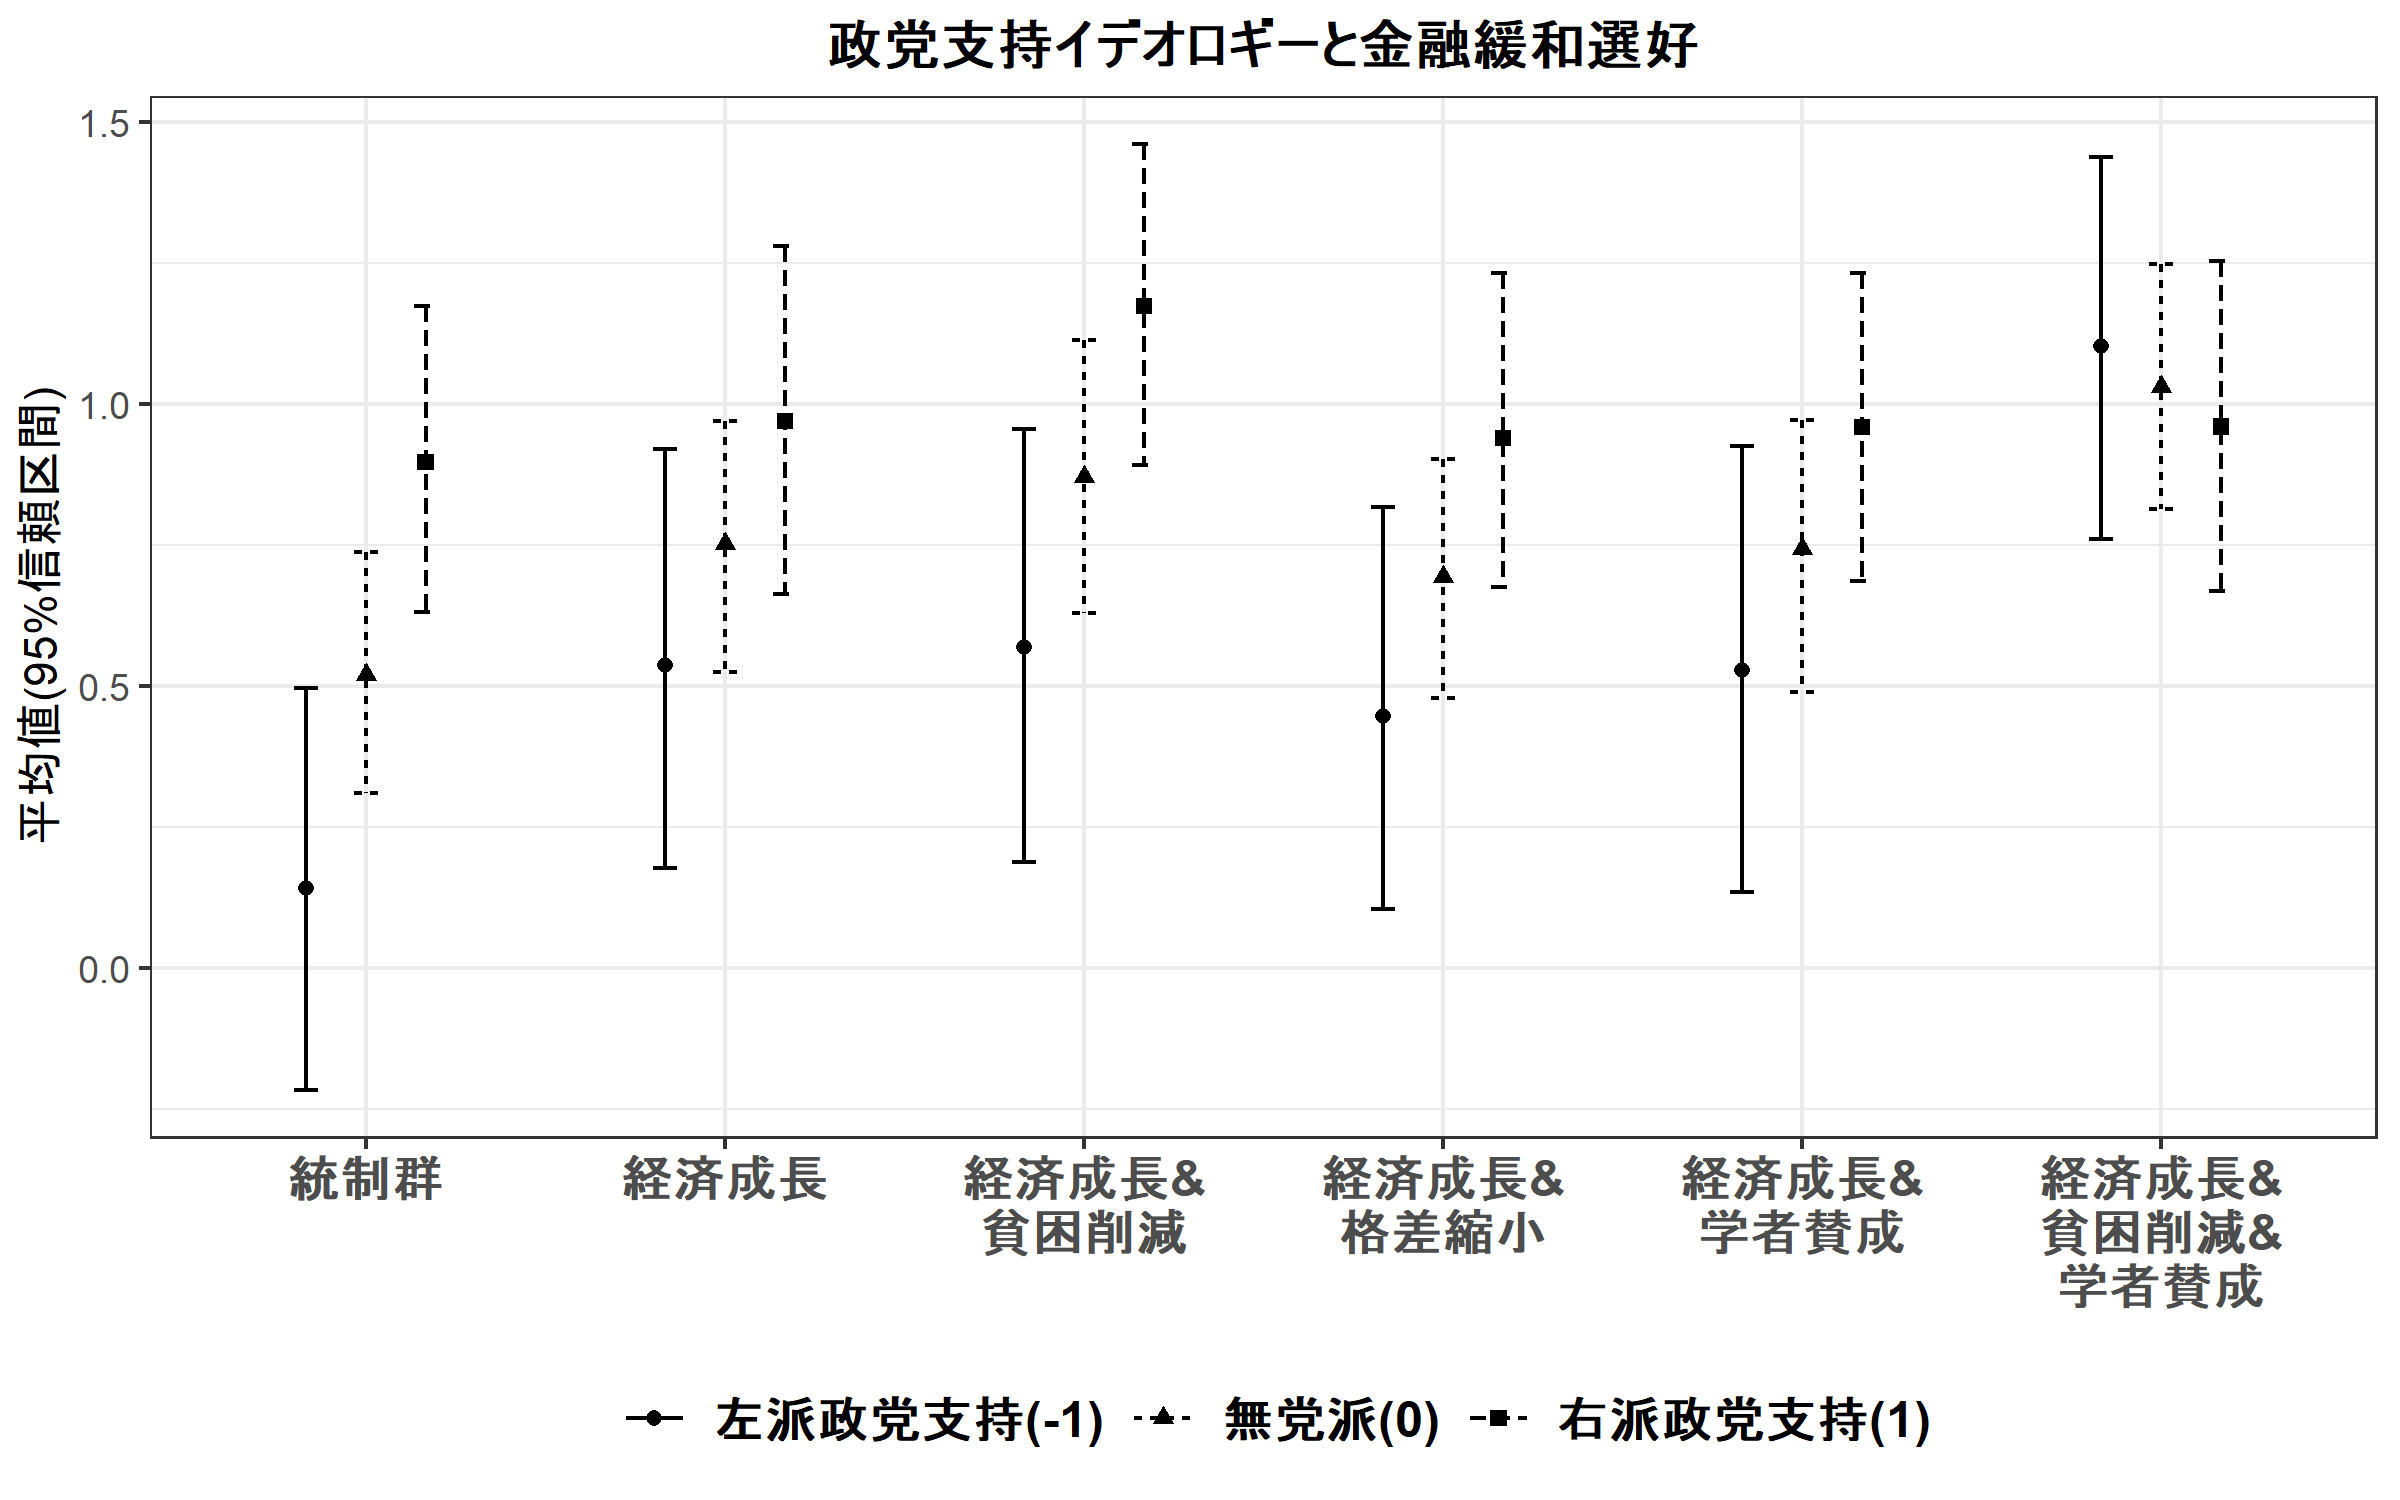 政党支持イデオロギーと金融緩和選好
平均値(95%信頼区間)
1.5
1.0
0.5
0.0
統制群
経済成長
経済成長&
貧困削減
経済成長&
格差縮小
経済成長&
学者賛成
経済成長&
貧困削減&
学者賛成
左派政党支持(-1) 無党派(0) 右派政党支持(1)